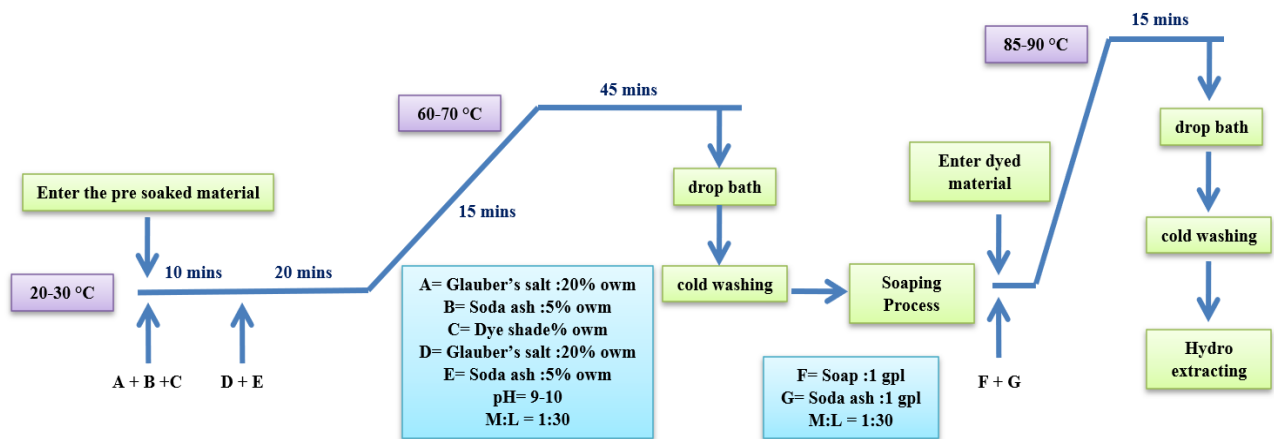 15 mins
85-90 °C
45 mins
60-70 °C
drop bath
Enter dyed
material
Enter the pre soaked material
drop bath
15 mins
cold washing
10 mins
20 mins
20-30 °C
A= Glauber's salt :20% owm
B= Soda ash :5% owm
C= Dye shade% owm
D= Glauber's salt :20% owm
E= Soda ash :5% owm
pH= 9-10
M:L = 1:30
cold washing
Soaping
Process
Hydro
extracting
A + B +C
D + E
F= Soap :1 gpl
G= Soda ash :1 gpl
M:L = 1:30
F + G